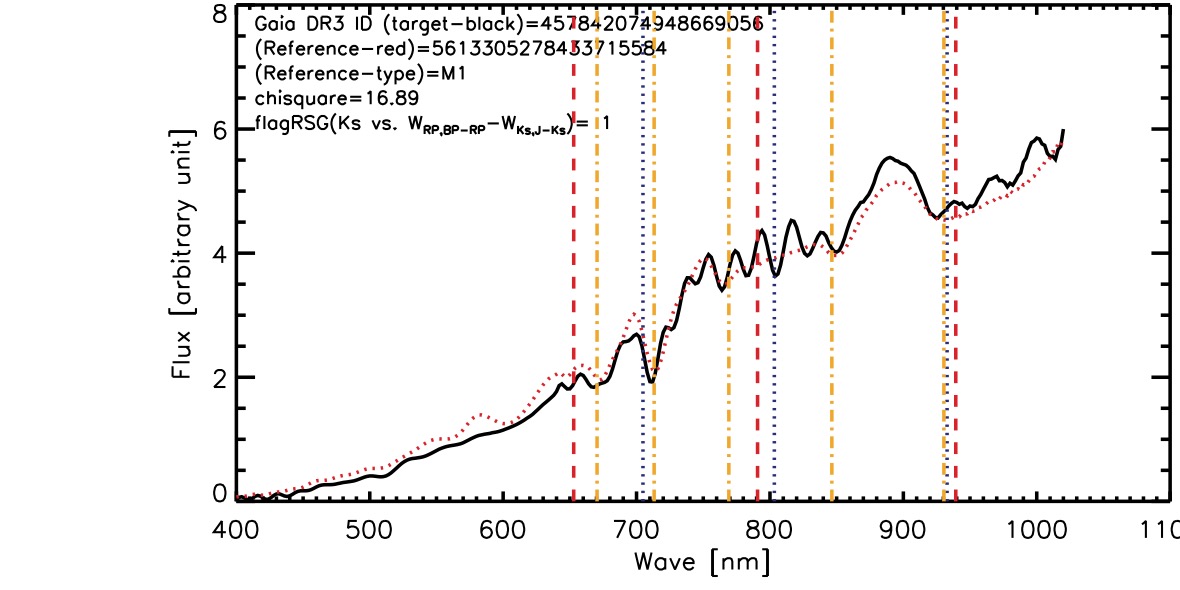 8
Gaia DR3 ID (target-black)=457842074948669056
(Reference-red)=5613305278433715584
(Reference-type)=M1
chisquare=16.89
flagRSG(Ks vs. W_RP,BP-RP-W_Ks,J-Ks)= 1
6
4
2
0
Flux [arbitrary unit]
400 500 600 700 800 900 1000 110
Wave [nm]